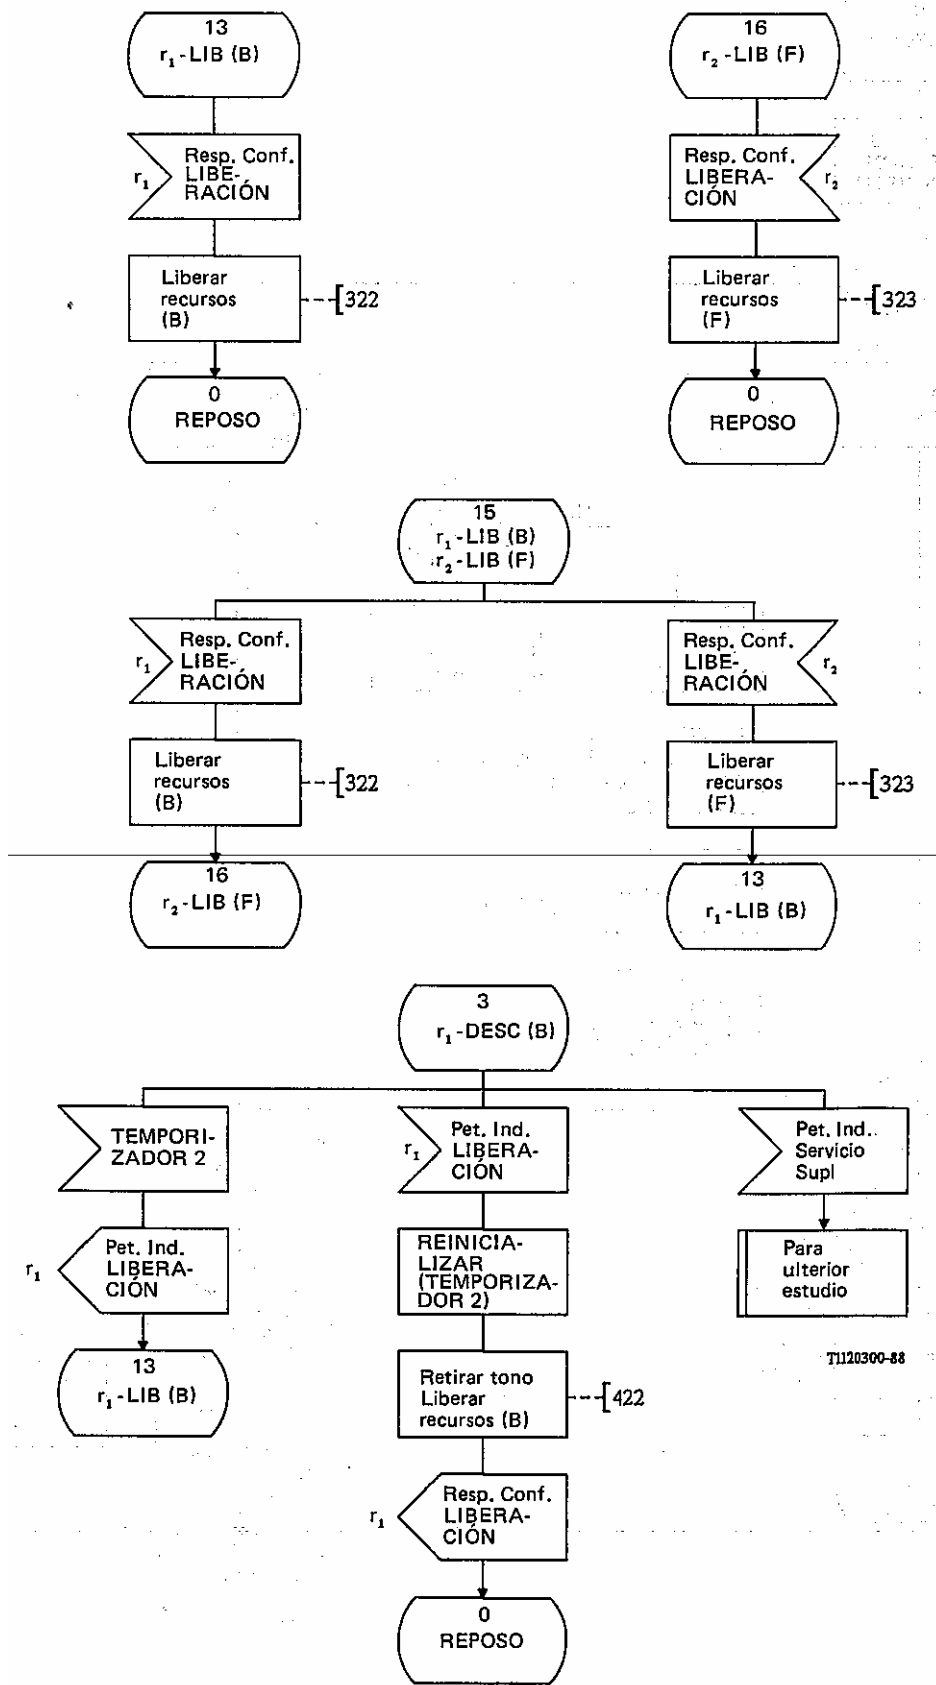 13
r₁-LIB (B)
r₁
Resp. Conf.
LIBE-
RACIÓN
Liberar
recursos
(B)
322
0
REPOSO
16
r₂-LIB (F)
Resp. Conf.
LIBERA-
CIÓN
r₂
Liberar
recursos
(F)
323
0
REPOSO
15
r₁-LIB (B)
r₂-LIB (F)
r₁
Resp. Conf.
LIBE-
RACIÓN
Liberar
recursos
(B)
322
16
r₂-LIB (F)
Resp. Conf.
LIBE-
RACIÓN
r₂
Liberar
recursos
(F)
323
13
r₁-LIB (B)
3
r₁-DESC (B)
TEMPORI-
ZADOR 2
r₁
Pet. Ind.
LIBERA-
CIÓN
13
r₁-LIB (B)
r₁
Pet. Ind.
LIBERA-
CIÓN
REINICIA-
LIZAR
(TEMPORIZA-
DOR 2)
Retirar tono
Liberar
recursos (B)
422
r₁
Resp. Conf.
LIBERA-
CIÓN
0
REPOSO
Pet. Ind.
Servicio
Supl
Para
ulterior
estudio
T1120300-88